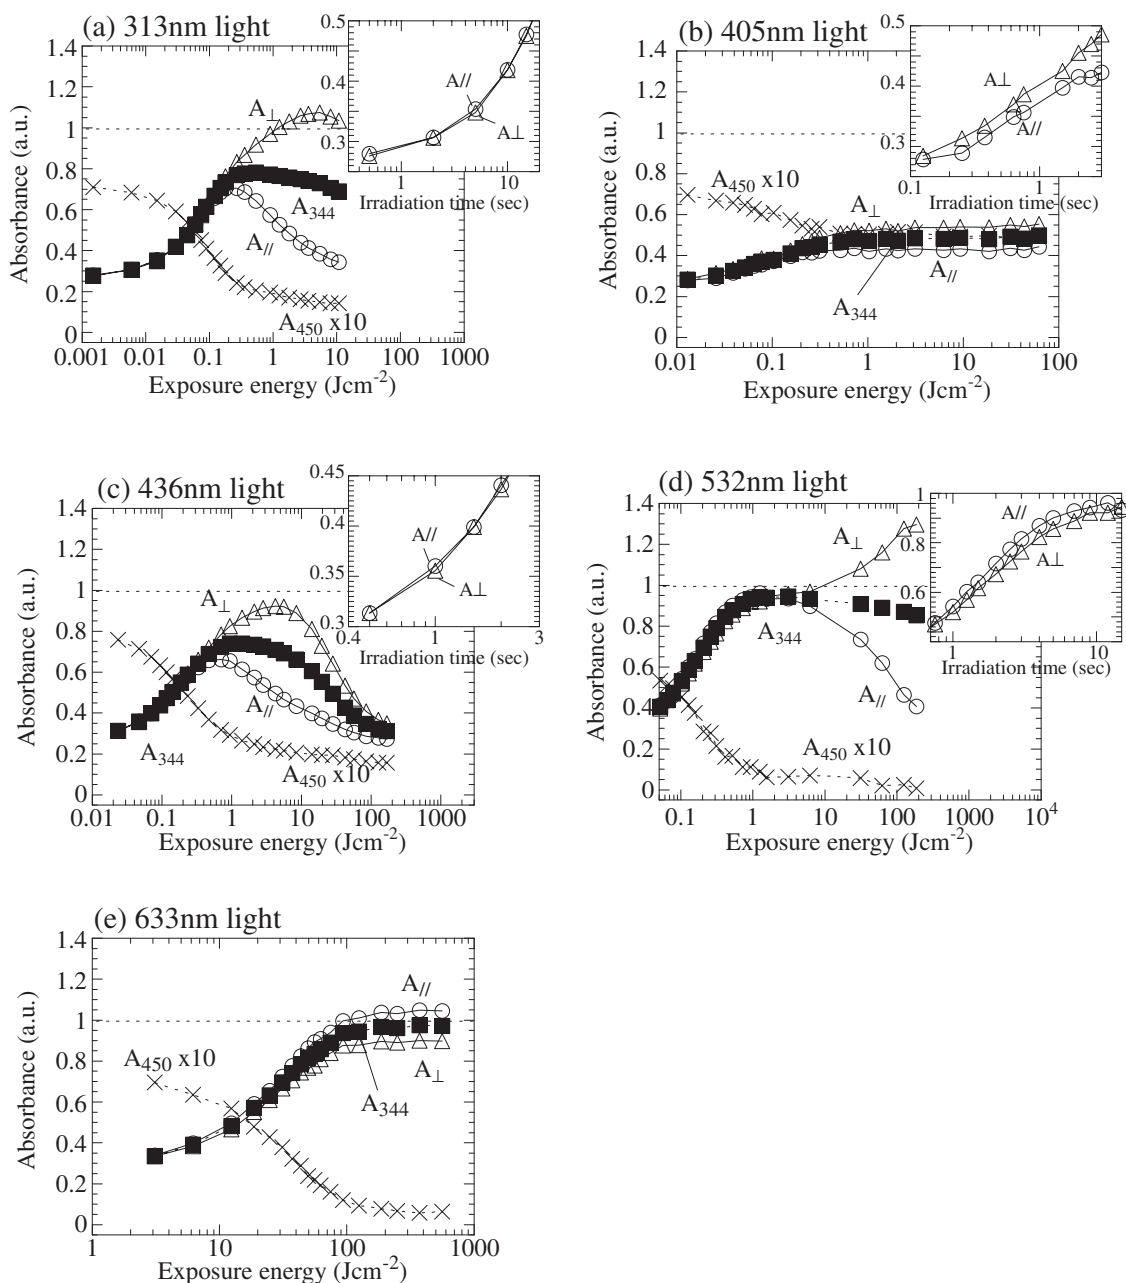 (a) 313nm light
1.4
1.2
1
0.8
0.6
0.4
0.2
0
Absorbance (a.u.)
0.001 0.01 0.1 1 10 100 1000
Exposure energy (Jcm-2)
A⊥
A344
A//
A450 x10
0.5
0.4
0.3
A//
A⊥
1 10
Irradiation time (sec)
(b) 405nm light
1.4
1.2
1
0.8
0.6
0.4
0.2
0
Absorbance (a.u.)
0.01 0.1 1 10 100
Exposure energy (Jcm-2)
A450 x10
A⊥
A344
A//
0.5
0.4
0.3
A⊥
A//
0.1 1
Irradiation time (sec)
(c) 436nm light
1.4
1.2
1
0.8
0.6
0.4
0.2
0
Absorbance (a.u.)
0.01 0.1 1 10 100 1000
Exposure energy (Jcm-2)
A⊥
A//
A344
A450 x10
0.45
0.4
0.35
0.3
A//
A⊥
0.4 1 3
Irradiation time (sec)
(d) 532nm light
1.4
1.2
1
0.8
0.6
0.4
0.2
0
Absorbance (a.u.)
0.1 1 10 100 1000 104
Exposure energy (Jcm-2)
A⊥
A344
A//
A450 x10
1
0.8
0.6
A//
A⊥
1 10
Irradiation time (sec)
(e) 633nm light
1.4
1.2
1
0.8
0.6
0.4
0.2
0
Absorbance (a.u.)
1 10 100 1000
Exposure energy (Jcm-2)
A//
A450 x10
A⊥
A344